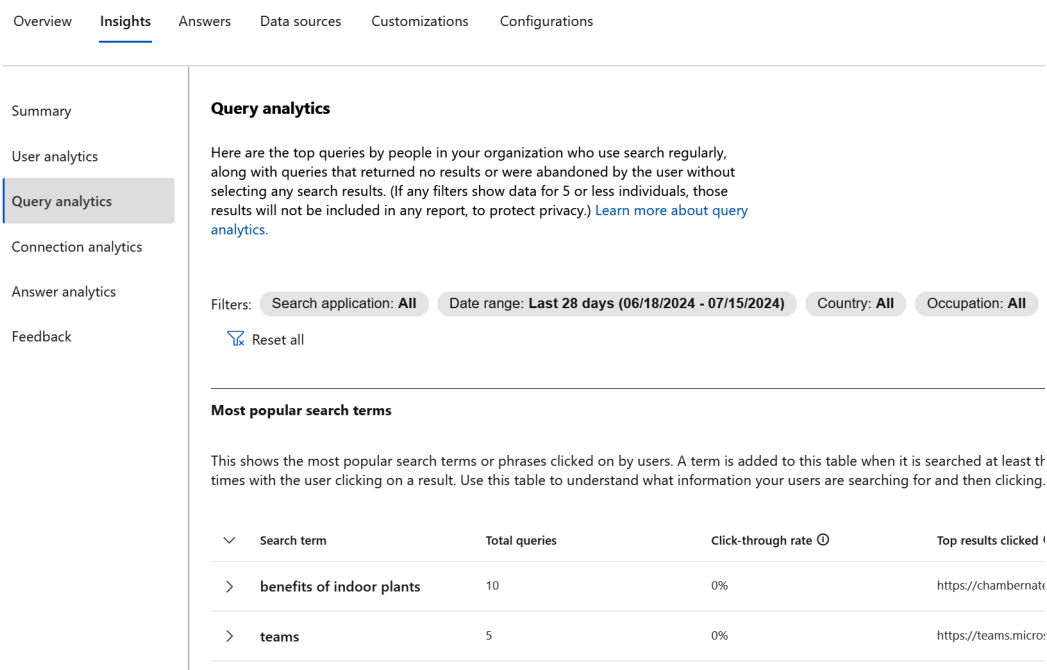 Overview Insights Answers Data sources Customizations Configurations
Summary
User analytics
Query analytics
Connection analytics
Answer analytics
Feedback
Query analytics
Here are the top queries by people in your organization who use search regularly,
along with queries that returned no results or were abandoned by the user without
selecting any search results. (If any filters show data for 5 or less individuals, those
results will not be included in any report, to protect privacy.) Learn more about query
analytics.
Filters: Search application: All Date range: Last 28 days (06/18/2024 - 07/15/2024) Country: All Occupation: All
Reset all
Most popular search terms
This shows the most popular search terms or phrases clicked on by users. A term is added to this table when it is searched at least
times with the user clicking on a result. Use this table to understand what information your users are searching for and then clicking.
Search term Total queries Click-through rate Top results clicked
benefits of indoor plants 10 0% https://chambernate
teams 5 0% https://teams.micros